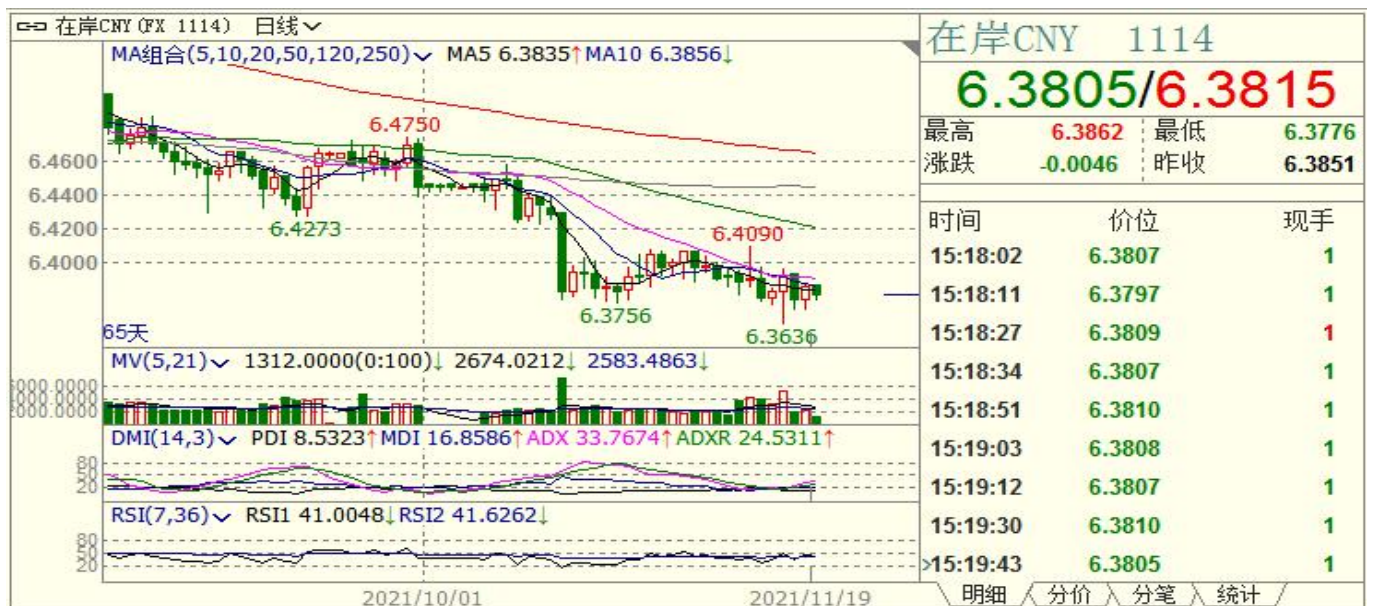 在岸CNY(FX 1114) 日线
MA组合(5,10,20,50,120,250) MA5 6.3835↑MA10 6.3856↓
6.4750
6.4600
6.4400
6.4273
6.4200
6.4090
6.4000
6.3756
6.3636
65天
MV(5,21) 1312.0000(0:100)↓ 2674.0212↓ 2583.4863↓
000.0000
000.0000
2000.0000
DMI(14,3) PDI 8.5323↑MDI 16.8586↑ADX 33.7674↑ADXR 24.5311↑
80
50
20
RSI(7,36) RSI1 41.0048↓RSI2 41.6262↓
80
50
20
2021/10/01 2021/11/19
在岸CNY 1114
6.3805/6.3815
最高 6.3862 最低 6.3776
涨跌 -0.0046 昨收 6.3851
时间 价位 现手
15:18:02 6.3807 1
15:18:11 6.3797 1
15:18:27 6.3809 1
15:18:34 6.3807 1
15:18:51 6.3810 1
15:19:03 6.3808 1
15:19:12 6.3807 1
15:19:30 6.3810 1
>15:19:43 6.3805 1
明细 分价 分笔 统计